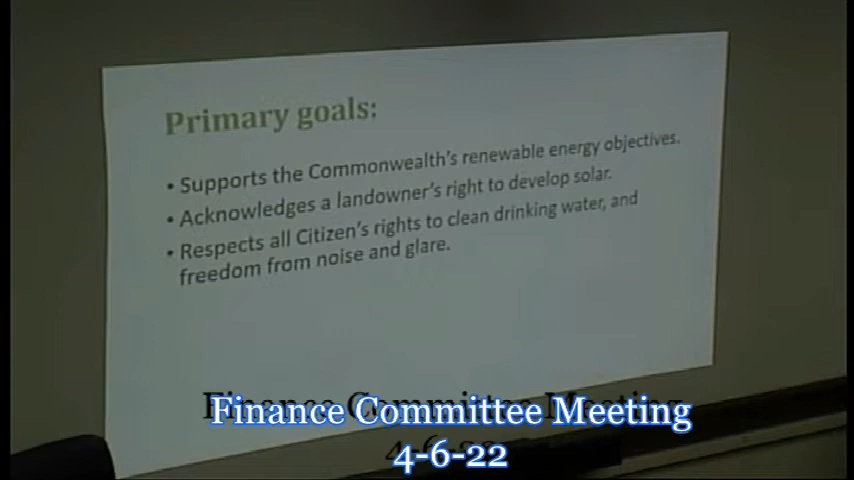 Primary goals:
• Supports the Commonwealth's renewable energy objectives.
• Acknowledges a landowner's right to develop solar.
• Respects all Citizen's rights to clean drinking water, and
freedom from noise and glare.
Finance Committee Meeting
4-6-22